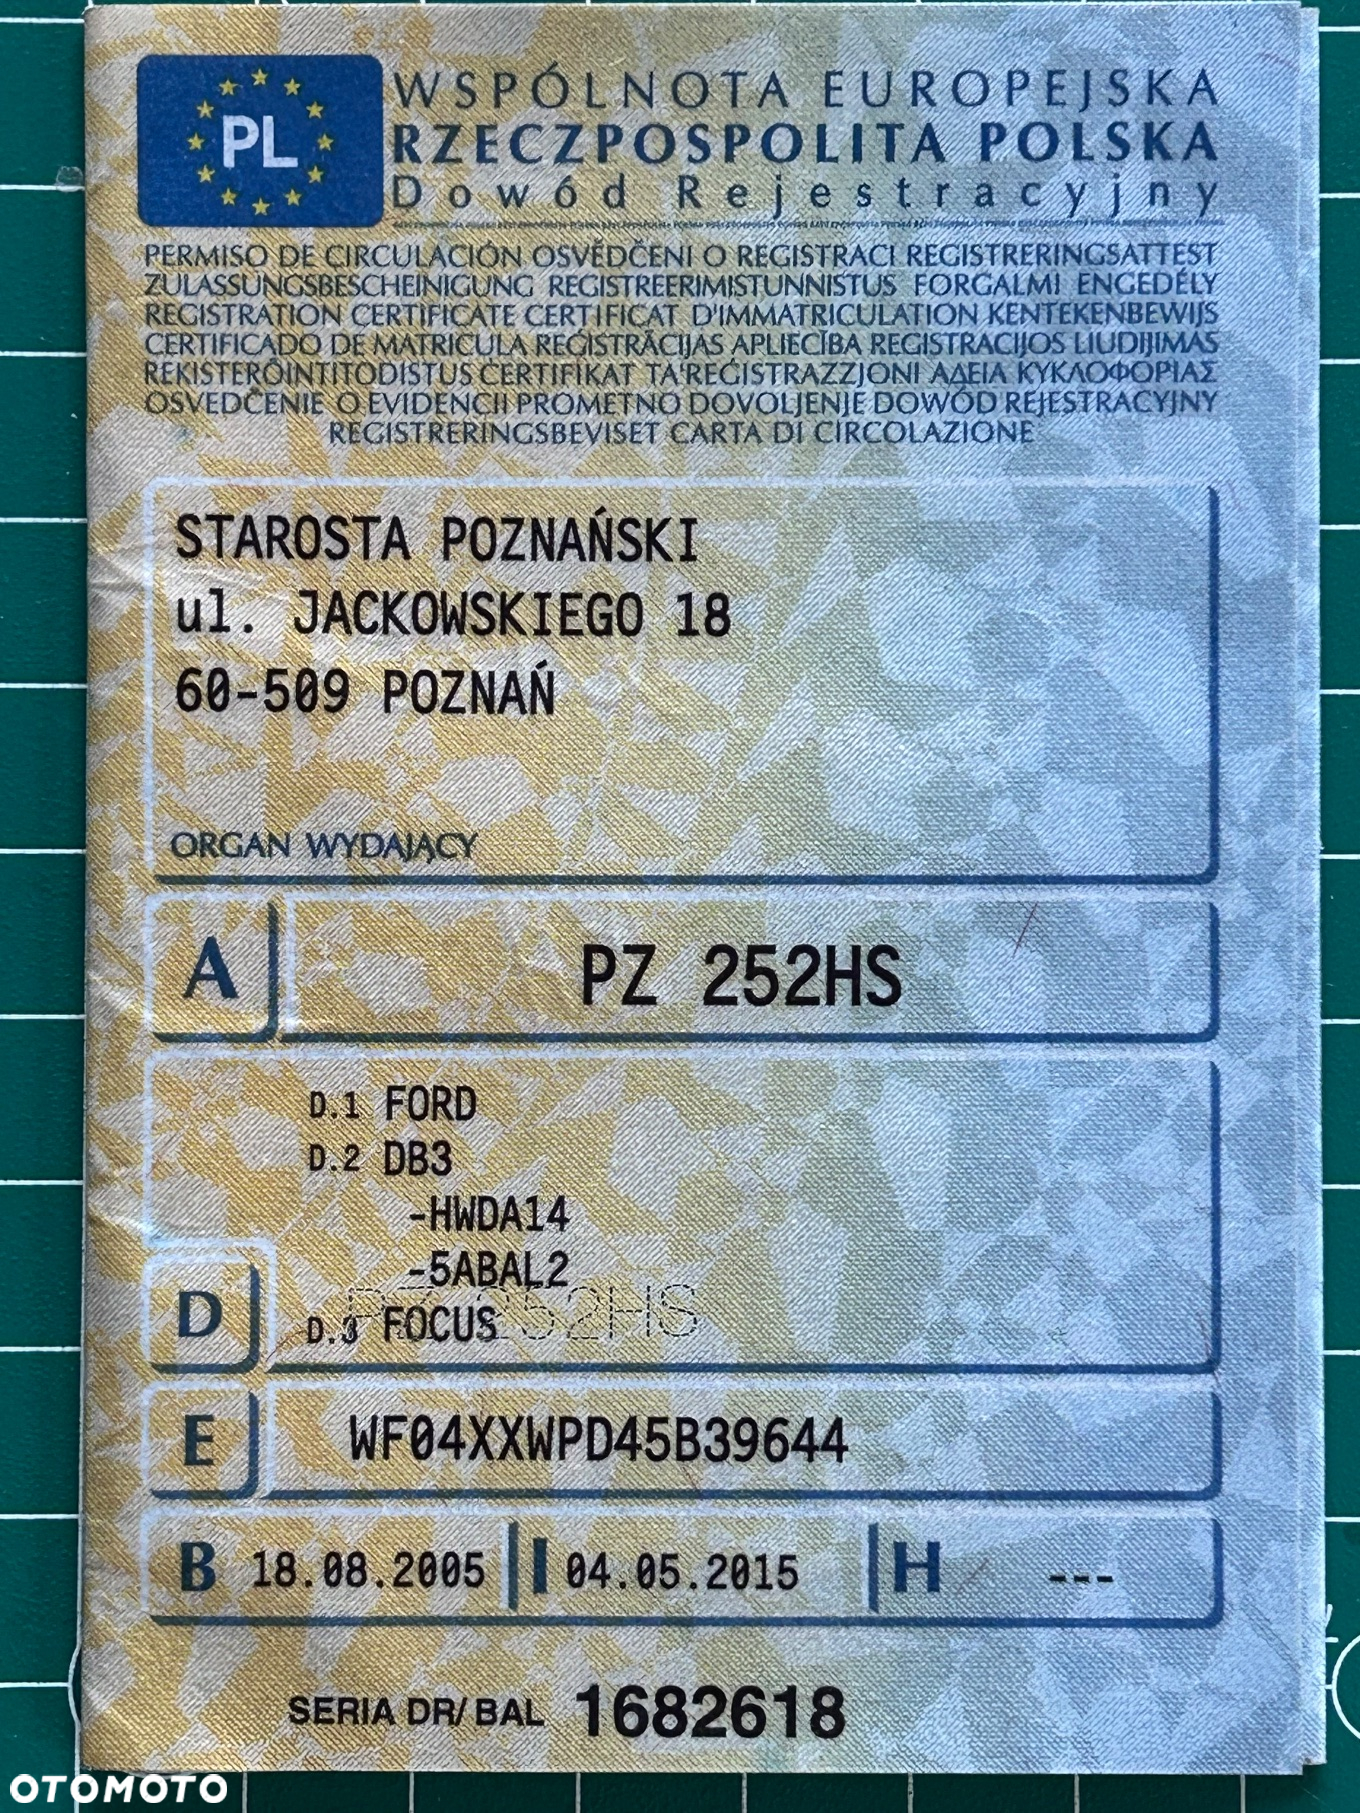 PL
WSPÓLNOTA EUROPEJSKA
RZECZPOSPOLITA POLSKA
Dowód Rejestracyjny
PERMISO DE CIRCULACIÓN OSVĚDČENI O REGISTRACI REGISTRERINGSATTEST
ZULASSUNGSBESCHEINIGUNG REGISTREERIMISTUNNISTUS FORGALMI ENGEDÉLY
REGISTRATION CERTIFICATE CERTIFICAT D'IMMATRICULATION KENTEKENBEWIJS
CERTIFICADO DE MATRICULA REĢISTRĀCIJAS APLIECĪBA REGISTRACIJOS LIUDIJIMAS
REKISTERÖINTITODISTUS CERTIFIKAT TA'REĠISTRAZZJONI ΑΔΕΙΑ ΚΥΚΛΟΦΟΡΙΑΣ
OSVEDČENIE O EVIDENCII PROMETNO DOVOLJENJE DOWÓD REJESTRACYJNY
REGISTRERINGSBEVISET CARTA DI CIRCOLAZIONE
STAROSTA POZNAŃSKI
ul. JACKOWSKIEGO 18
60-509 POZNAŃ
ORGAN WYDAJĄCY
A PZ 252HS
D.1 FORD
D.2 DB3
-HWDA14
-5ABAL2
PZ 252HS
D D.3 FOCUS
E WF04XXWPD45B39644
B 18.08.2005 I 04.05.2015 H ---
SERIA DR/BAL 1682618
OTOMOTO